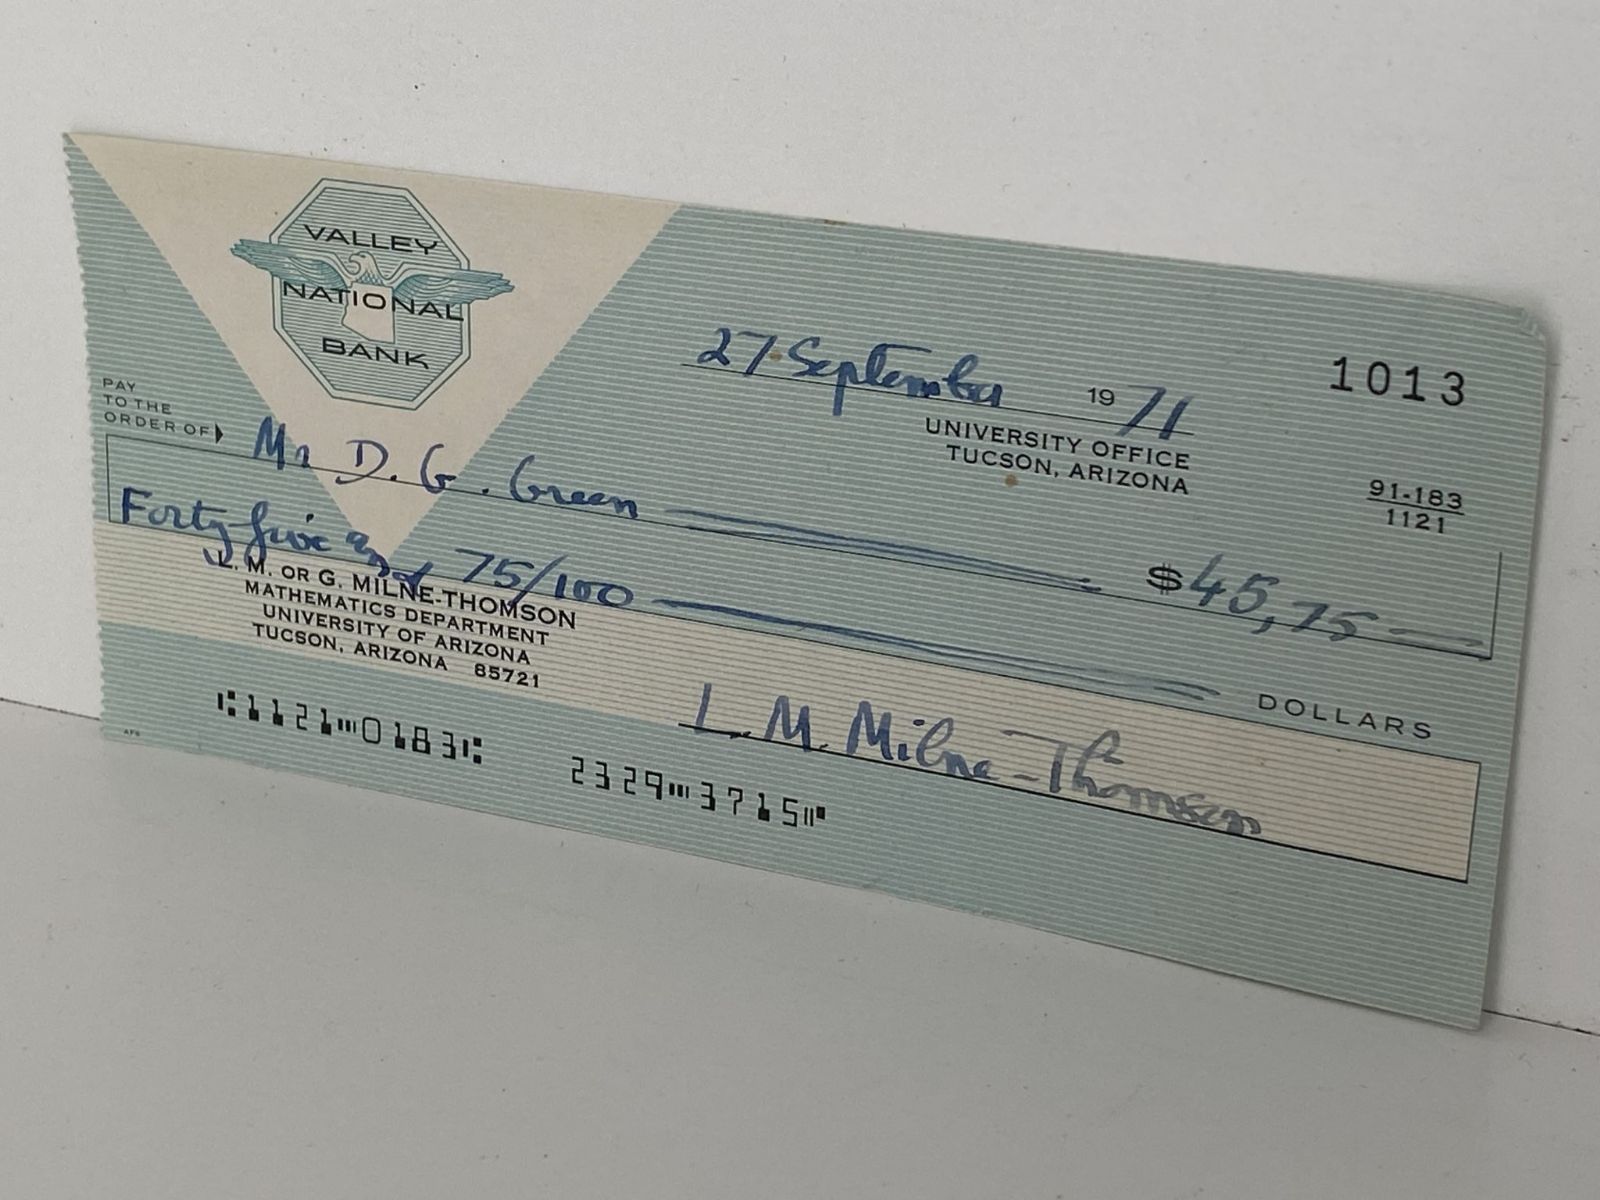 VALLEY
NATIONAL
BANK
27 September 1971
1013
UNIVERSITY OFFICE
TUCSON, ARIZONA
91-183
1121
PAY
TO THE
ORDER OF
Mr D. G. Green
$45,75
Forty five and 75/100
DOLLARS
L. M. OR G. MILNE-THOMSON
MATHEMATICS DEPARTMENT
UNIVERSITY OF ARIZONA
TUCSON, ARIZONA 85721
L. M. Milne-Thomson
⑆1121⑉0183⑆ 2329⑉3715⑈